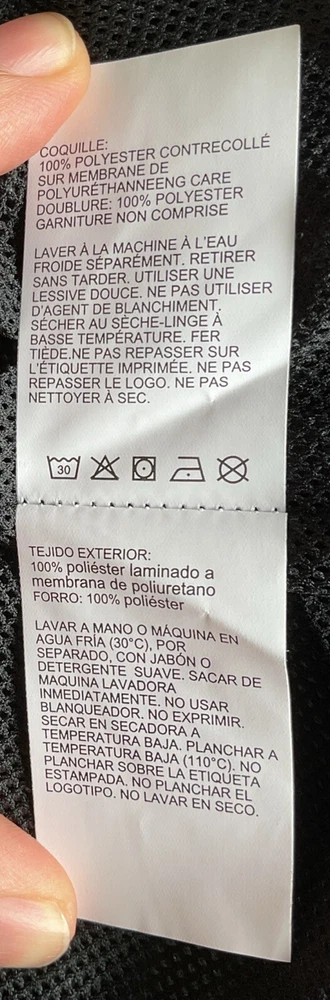 COQUILLE:
100% POLYESTER CONTRECOLLÉ
SUR MEMBRANE DE
POLYURÉTHANNEENG CARE
DOUBLURE: 100% POLYESTER
GARNITURE NON COMPRISE
LAVER À LA MACHINE À L'EAU
FROIDE SÉPARÉMENT. RETIRER
SANS TARDER. UTILISER UNE
LESSIVE DOUCE. NE PAS UTILISER
D'AGENT DE BLANCHIMENT.
SÉCHER AU SÈCHE-LINGE À
BASSE TEMPÉRATURE. FER
TIÈDE.NE PAS REPASSER SUR
L'ÉTIQUETTE IMPRIMÉE. NE PAS
REPASSER LE LOGO. NE PAS
NETTOYER À SEC.
30
TEJIDO EXTERIOR:
100% poliéster laminado a
membrana de poliuretano
FORRO: 100% poliéster
LAVAR A MANO O MÁQUINA EN
AGUA FRÍA (30°C), POR
SEPARADO, CON JABÓN O
DETERGENTE SUAVE. SACAR DE
MAQUINA LAVADORA
INMEDIATAMENTE. NO USAR
BLANQUEADOR. NO EXPRIMIR.
SECAR EN SECADORA A
TEMPERATURA BAJA. PLANCHAR A
TEMPERATURA BAJA (110°C). NO
PLANCHAR SOBRE LA ETIQUETA
ESTAMPADA. NO PLANCHAR EL
LOGOTIPO. NO LAVAR EN SECO.